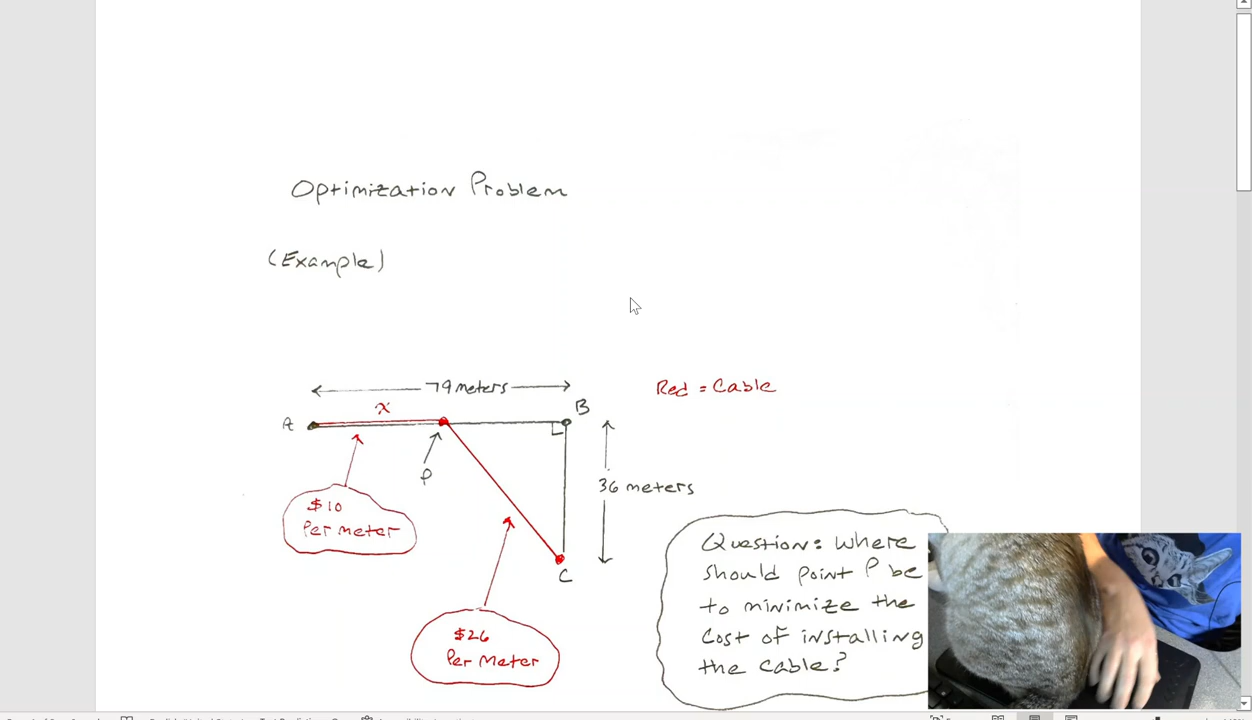 Optimization Problem
(Example)
79 meters
Red = Cable
x
A
B
P
36 meters
$10
Per meter
C
$26
Per Meter
Question: Where
should point P be
to minimize the
Cost of installing
the Cable?